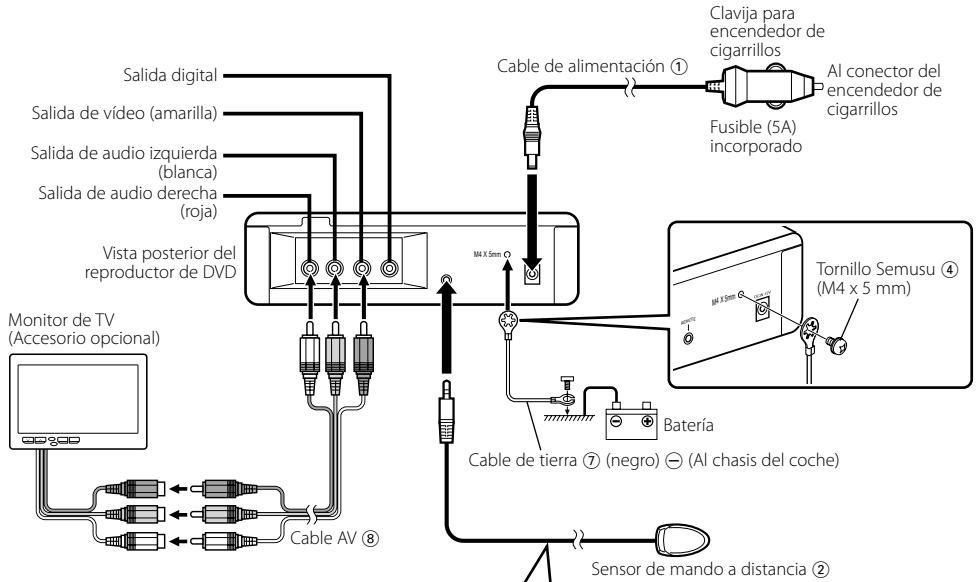 Clavija para
encendedor de
cigarrillos
Cable de alimentación ①
Al conector del
encendedor de
cigarrillos
Fusible (5A)
incorporado
Salida digital
Salida de vídeo (amarilla)
Salida de audio izquierda
(blanca)
Salida de audio derecha
(roja)
Vista posterior del
reproductor de DVD
M4 X 5mm
M4 X 5mm
REMOTE
Tornillo Semusu ④
(M4 x 5 mm)
Monitor de TV
(Accesorio opcional)
Batería
Cable de tierra ⑦ (negro) ⊖ (Al chasis del coche)
Cable AV ⑧
Sensor de mando a distancia ②